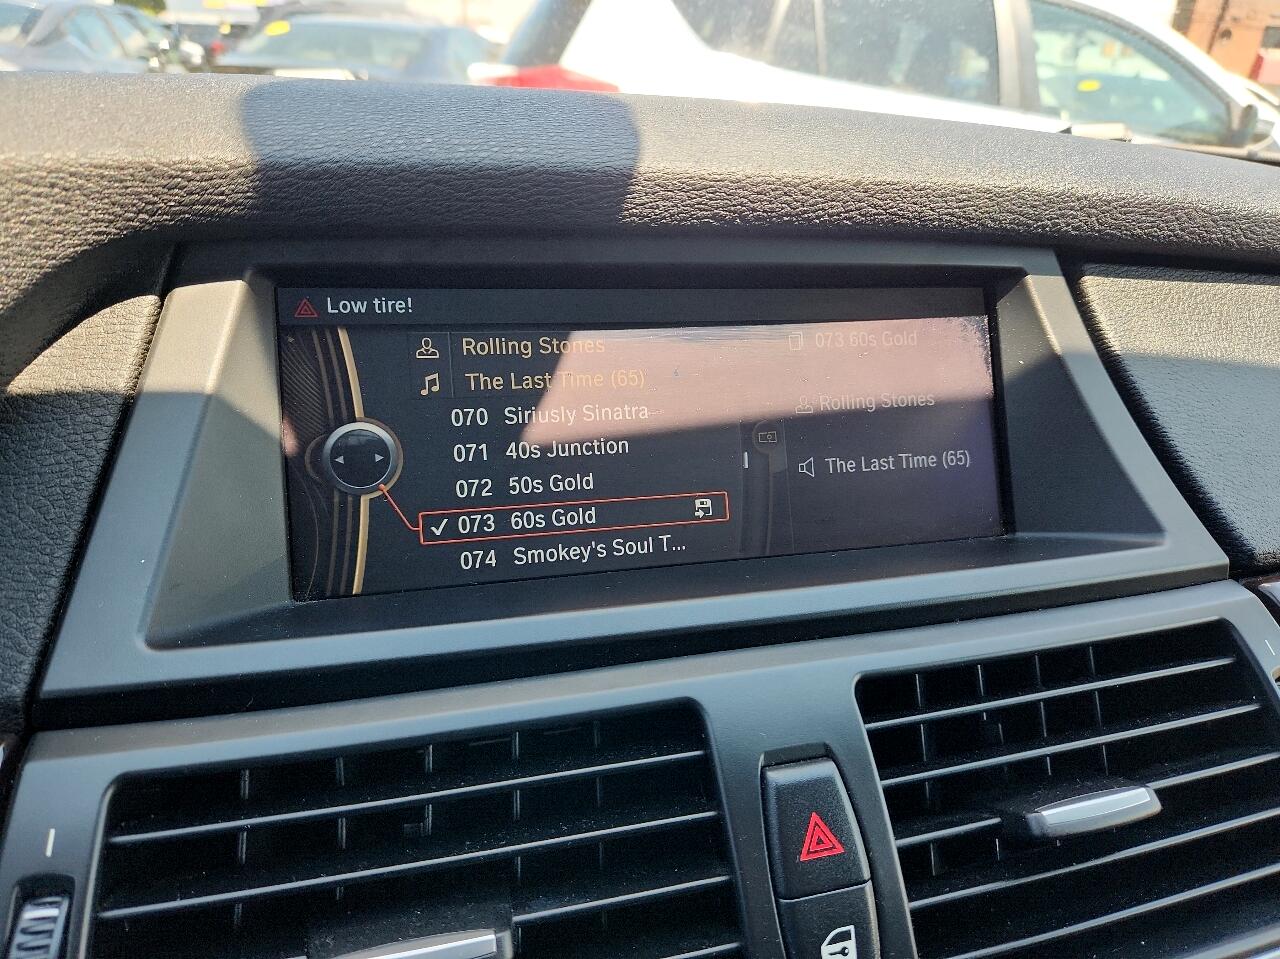 Low tire!
Rolling Stones
The Last Time (65)
070 Siriusly Sinatra
071 40s Junction
072 50s Gold
073 60s Gold
074 Smokey's Soul T...
073 60s Gold
Rolling Stones
The Last Time (65)